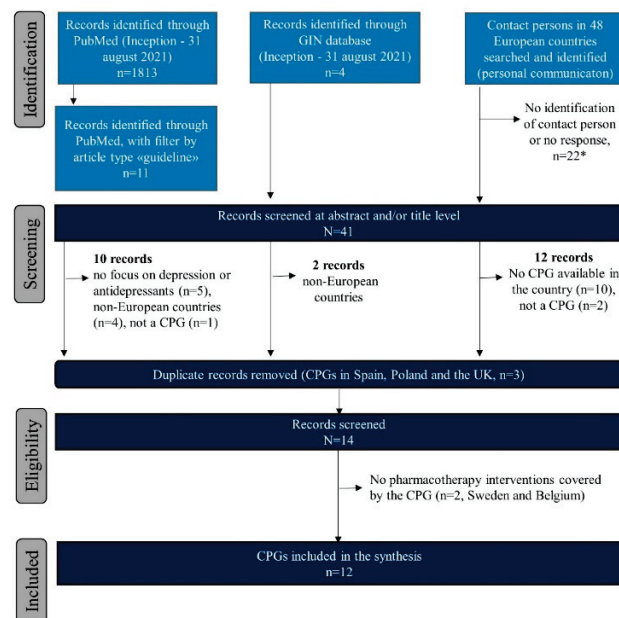 Identification
Records identified through
PubMed (Inception - 31
august 2021)
n=1813
Records identified through
GIN database
(Inception - 31 august 2021)
n=4
Contact persons in 48
European countries
searched and identified
(personal communicaton)
Records identified through
PubMed, with filter by
article type «guideline»
n=11
No identification
of contact person
or no response,
n=22*
Screening
Records screened at abstract and/or title level
N=41
10 records
no focus on depression or
antidepressants (n=5),
non-European countries
(n=4), not a CPG (n=1)
2 records
non-European
countries
12 records
No CPG available in
the country (n=10),
not a CPG (n=2)
Duplicate records removed (CPGs in Spain, Poland and the UK, n=3)
Eligibility
Records screened
N=14
No pharmacotherapy interventions covered
by the CPG (n=2, Sweden and Belgium)
Included
CPGs included in the synthesis
n=12